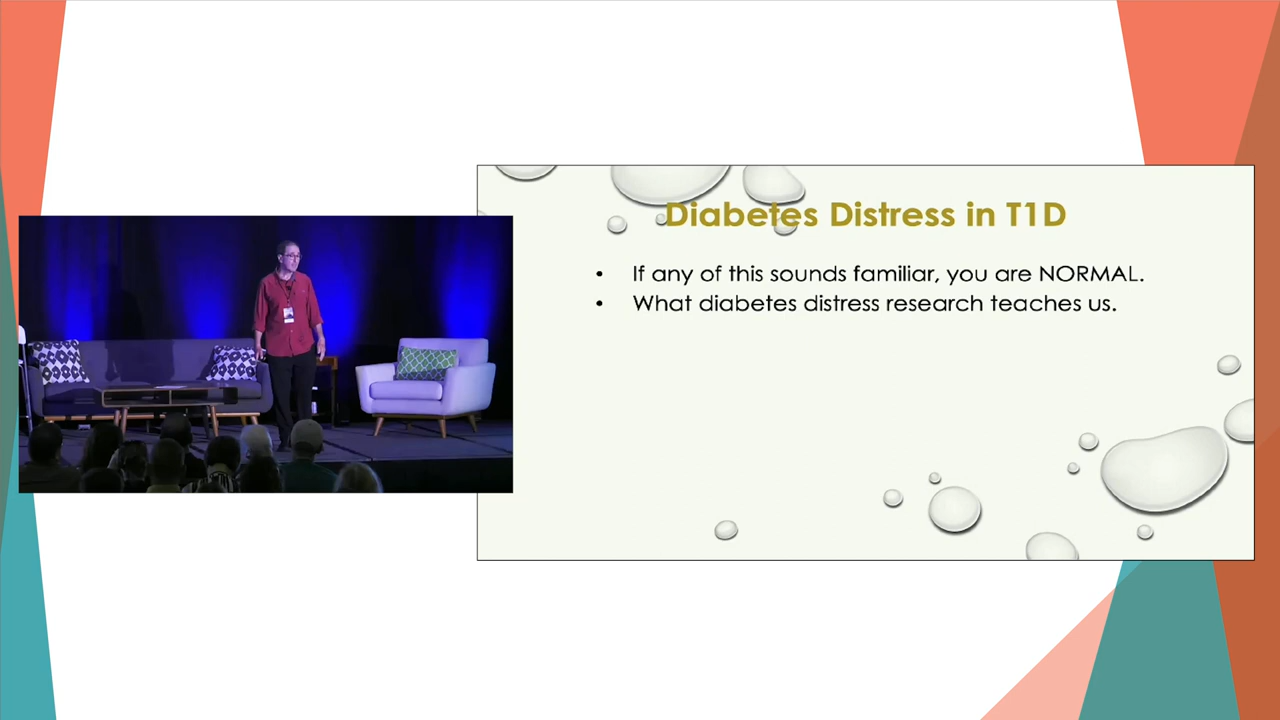 Diabetes Distress in T1D
• If any of this sounds familiar, you are NORMAL.
• What diabetes distress research teaches us.